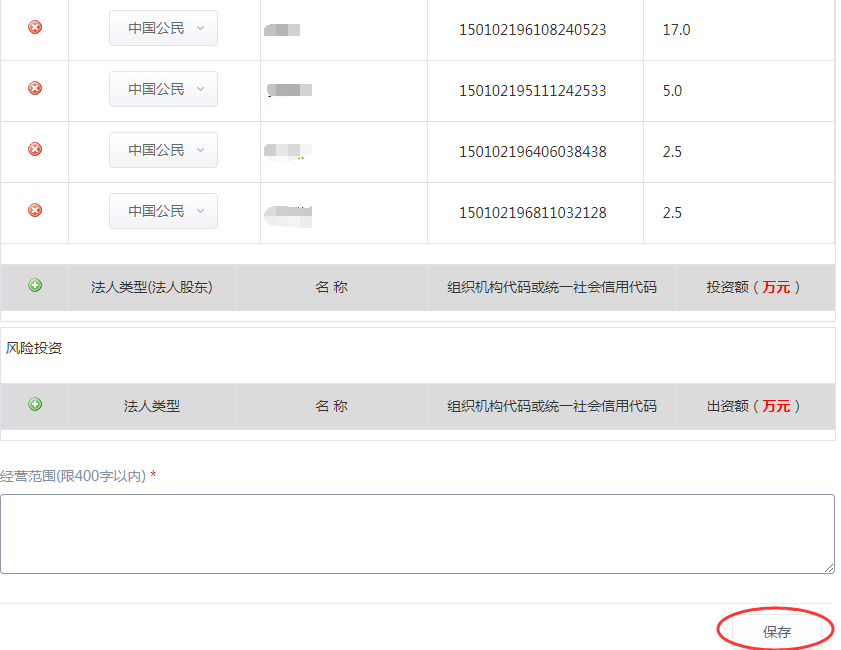 中国公民 150102196108240523 17.0
中国公民 150102195111242533 5.0
中国公民 150102196406038438 2.5
中国公民 150102196811032128 2.5
法人类型(法人股东) 名 称 组织机构代码或统一社会信用代码 投资额（万元）
风险投资
法人类型 名 称 组织机构代码或统一社会信用代码 出资额（万元）
经营范围(限400字以内) *
保存